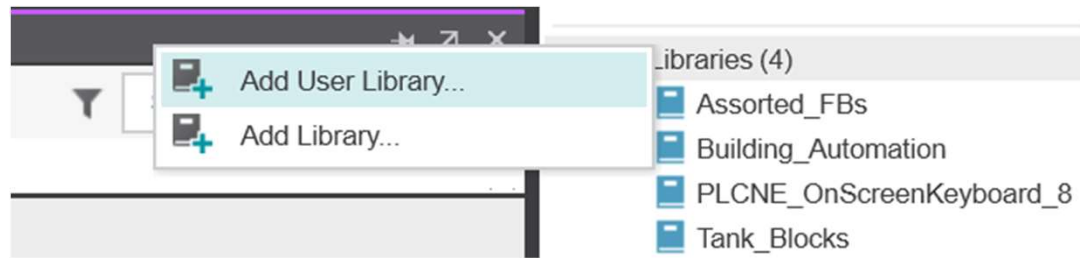 Add User Library...
Add Library...
Libraries (4)
Assorted_FBs
Building_Automation
PLCNE_OnScreenKeyboard_8
Tank_Blocks